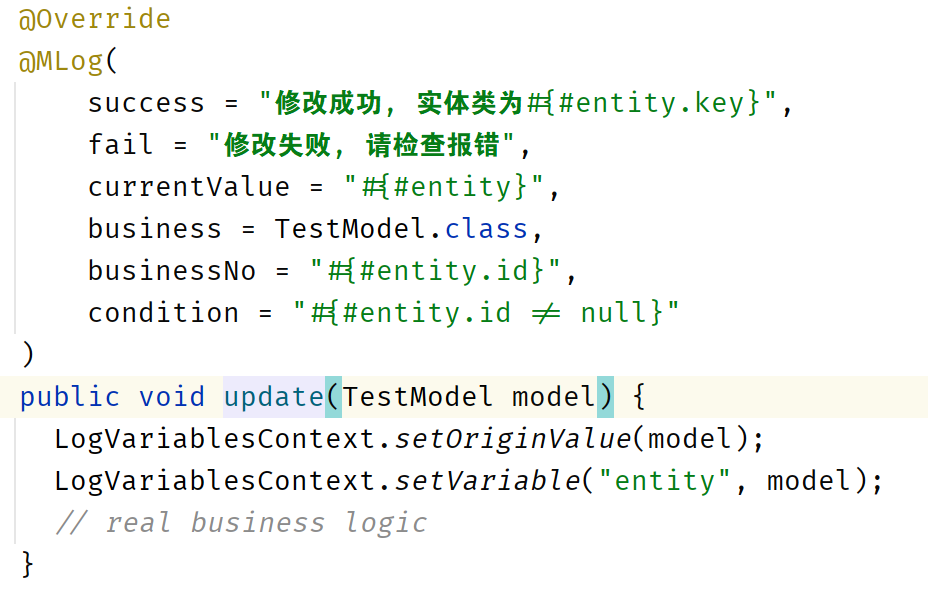 @Override
@MLog(
    success = "修改成功, 实体类为#{#entity.key}",
    fail = "修改失败, 请检查报错",
    currentValue = "#{#entity}",
    business = TestModel.class,
    businessNo = "#{#entity.id}",
    condition = "#{#entity.id != null}"
)
public void update(TestModel model) {
  LogVariablesContext.setOriginValue(model);
  LogVariablesContext.setVariable("entity", model);
  // real business logic
}